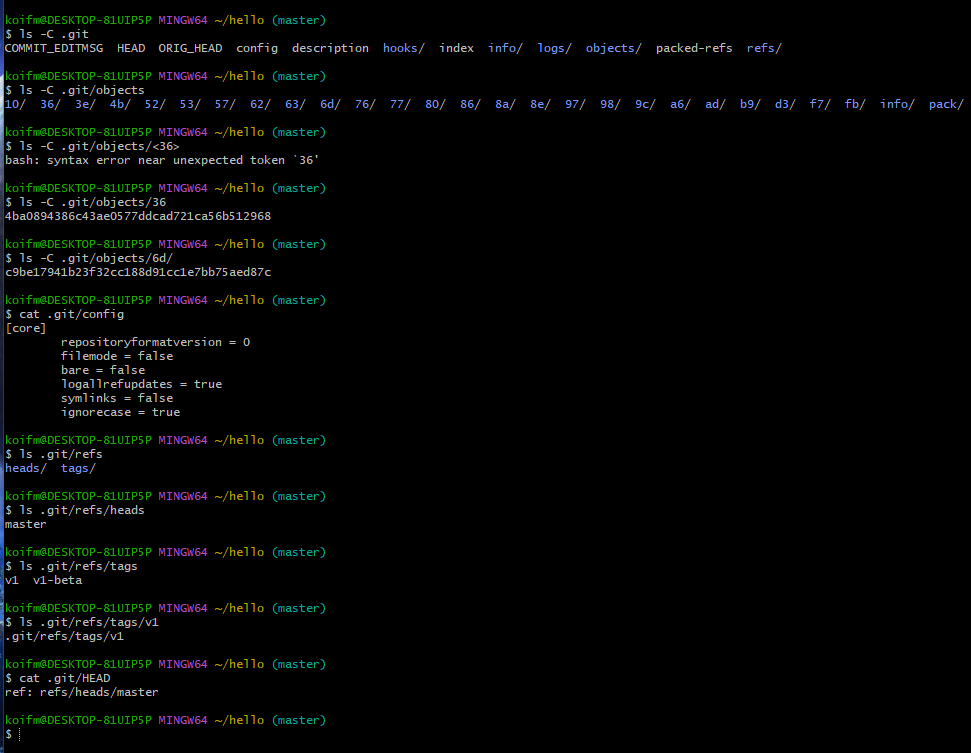 koifm@DESKTOP-81UIP5P MINGW64 ~/hello (master)
$ ls -C .git
COMMIT_EDITMSG  HEAD  ORIG_HEAD  config  description  hooks/  index  info/  logs/  objects/  packed-refs  refs/
koifm@DESKTOP-81UIP5P MINGW64 ~/hello (master)
$ ls -C .git/objects
10/  36/  3e/  4b/  52/  53/  57/  62/  63/  6d/  76/  77/  80/  86/  8a/  8e/  97/  98/  9c/  a6/  ad/  b9/  d3/  f7/  fb/  info/  pack/
koifm@DESKTOP-81UIP5P MINGW64 ~/hello (master)
$ ls -C .git/objects/<36>
bash: syntax error near unexpected token `36'
koifm@DESKTOP-81UIP5P MINGW64 ~/hello (master)
$ ls -C .git/objects/36
4ba0894386c43ae0577ddcad721ca56b512968
koifm@DESKTOP-81UIP5P MINGW64 ~/hello (master)
$ ls -C .git/objects/6d/
c9be17941b23f32cc188d91cc1e7bb75aed87c
koifm@DESKTOP-81UIP5P MINGW64 ~/hello (master)
$ cat .git/config
[core]
        repositoryformatversion = 0
        filemode = false
        bare = false
        logallrefupdates = true
        symlinks = false
        ignorecase = true
koifm@DESKTOP-81UIP5P MINGW64 ~/hello (master)
$ ls .git/refs
heads/  tags/
koifm@DESKTOP-81UIP5P MINGW64 ~/hello (master)
$ ls .git/refs/heads
master
koifm@DESKTOP-81UIP5P MINGW64 ~/hello (master)
$ ls .git/refs/tags
v1  v1-beta
koifm@DESKTOP-81UIP5P MINGW64 ~/hello (master)
$ ls .git/refs/tags/v1
.git/refs/tags/v1
koifm@DESKTOP-81UIP5P MINGW64 ~/hello (master)
$ cat .git/HEAD
ref: refs/heads/master
koifm@DESKTOP-81UIP5P MINGW64 ~/hello (master)
$